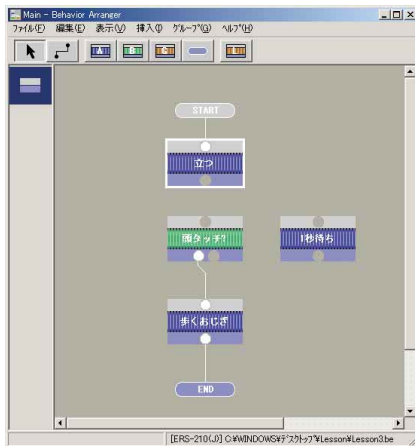 Main - Behavior Arranger
ファイル(F) 編集(E) 表示(V) 挿入(I) グループ(G) ヘルプ(H)
A B C L
START
立つ
頭タッチ? 1秒待ち
歩くおじぎ
END
[ERS-210(J)] C:¥WINDOWS¥デスクトップ¥Lesson¥Lesson3.be